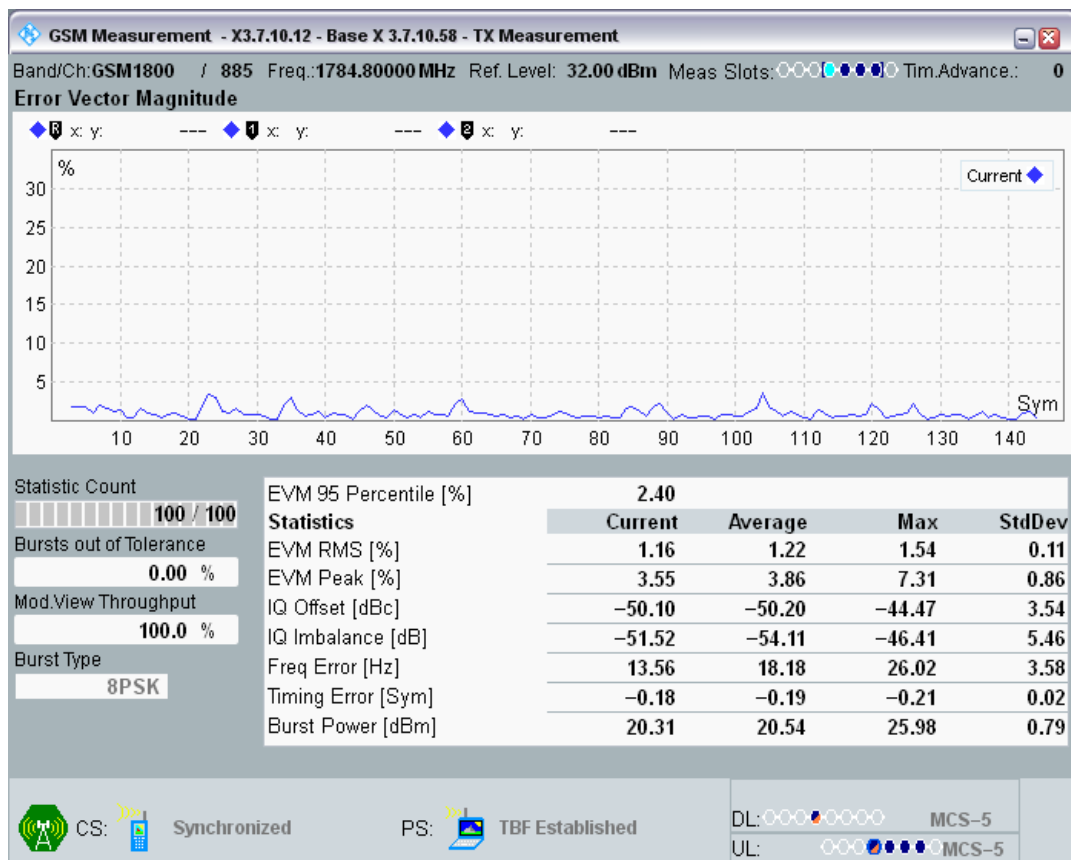 GSM Measurement - X3.7.10.12 - Base X 3.7.10.58 - TX Measurement
Band/Ch:GSM1800 / 885 Freq.:1784.80000 MHz Ref. Level: 32.00 dBm Meas Slots: Tim.Advance.: 0
Error Vector Magnitude
R x: y: --- 1 x: y: --- 2 x: y: ---
%
Current
30
25
20
15
10
5
Sym
10 20 30 40 50 60 70 80 90 100 110 120 130 140
Statistic Count
100 / 100
Bursts out of Tolerance
0.00 %
Mod.View Throughput
100.0 %
Burst Type
8PSK
EVM 95 Percentile [%] 2.40
Statistics Current Average Max StdDev
EVM RMS [%] 1.16 1.22 1.54 0.11
EVM Peak [%] 3.55 3.86 7.31 0.86
IQ Offset [dBc] −50.10 −50.20 −44.47 3.54
IQ Imbalance [dB] −51.52 −54.11 −46.41 5.46
Freq Error [Hz] 13.56 18.18 26.02 3.58
Timing Error [Sym] −0.18 −0.19 −0.21 0.02
Burst Power [dBm] 20.31 20.54 25.98 0.79
CS: Synchronized PS: TBF Established
DL: MCS−5
UL: MCS−5